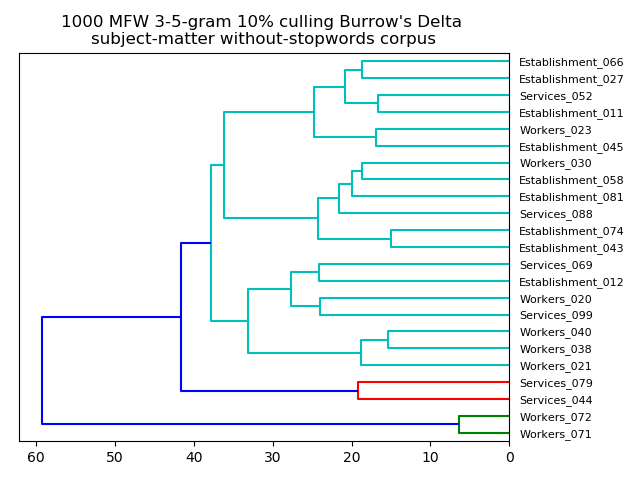 1000 MFW 3-5-gram 10% culling Burrow's Delta
subject-matter without-stopwords corpus
Establishment_066
Establishment_027
Services_052
Establishment_011
Workers_023
Establishment_045
Workers_030
Establishment_058
Establishment_081
Services_088
Establishment_074
Establishment_043
Services_069
Establishment_012
Workers_020
Services_099
Workers_040
Workers_038
Workers_021
Services_079
Services_044
Workers_072
Workers_071
60 50 40 30 20 10 0